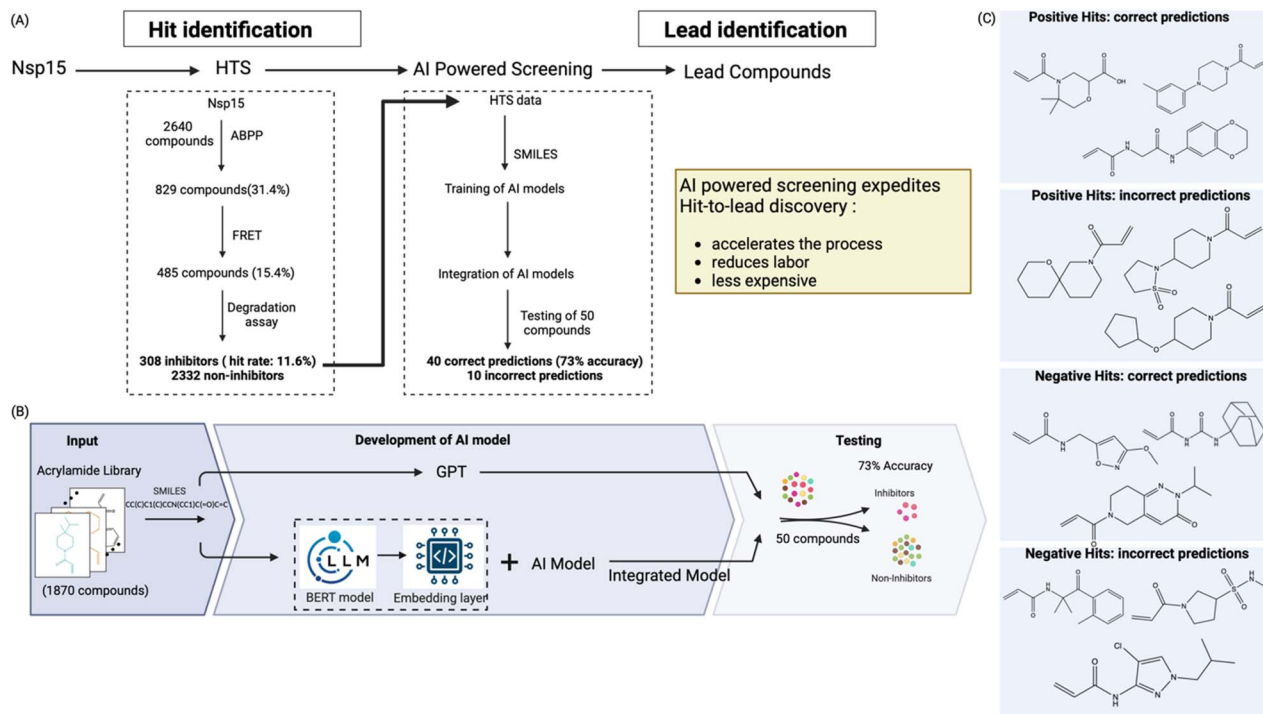 (A)
Hit identification
Lead identification
Nsp15
HTS
AI Powered Screening
Lead Compounds
Nsp15
2640
compounds
ABPP
829 compounds(31.4%)
FRET
485 compounds (15.4%)
Degradation
assay
308 inhibitors ( hit rate: 11.6%)
2332 non-inhibitors
HTS data
SMILES
Training of AI models
Integration of AI models
Testing of 50
compounds
40 correct predictions (73% accuracy)
10 incorrect predictions
AI powered screening expedites
Hit-to-lead discovery :
• accelerates the process
• reduces labor
• less expensive
(B)
Input
Acrylamide Library
SMILES
CC(C)C1(C)CCN(CC1)C(=O)C=C
(1870 compounds)
Development of AI model
GPT
LLM
BERT model
</>
Embedding layer
+
AI Model
Integrated Model
Testing
73% Accuracy
Inhibitors
50 compounds
Non-Inhibitors
(C)
Positive Hits: correct predictions
Positive Hits: incorrect predictions
Negative Hits: correct predictions
Negative Hits: incorrect predictions